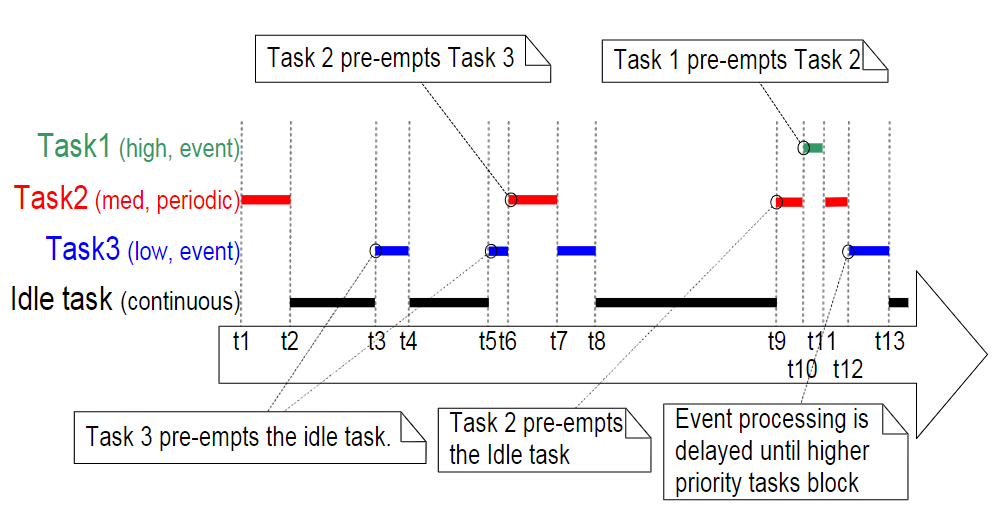 Task 2 pre-empts Task 3
Task 1 pre-empts Task 2
Task1 (high, event)
Task2 (med, periodic)
Task3 (low, event)
Idle task (continuous)
t1 t2 t3 t4 t5 t6 t7 t8 t9 t11 t13
t10 t12
Task 3 pre-empts the idle task.
Task 2 pre-empts
the Idle task
Event processing is
delayed until higher
priority tasks block